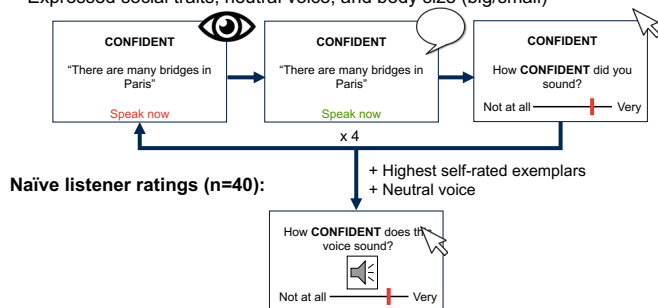 Expressed social traits, neutral voice, and body size (big/small)
CONFIDENT
“There are many bridges in
Paris”
Speak now
CONFIDENT
“There are many bridges in
Paris”
Speak now
CONFIDENT
How CONFIDENT did you
sound?
Not at all
Very
x 4
+ Highest self-rated exemplars
+ Neutral voice
Naïve listener ratings (n=40):
How CONFIDENT does the
voice sound?
Not at all
Very